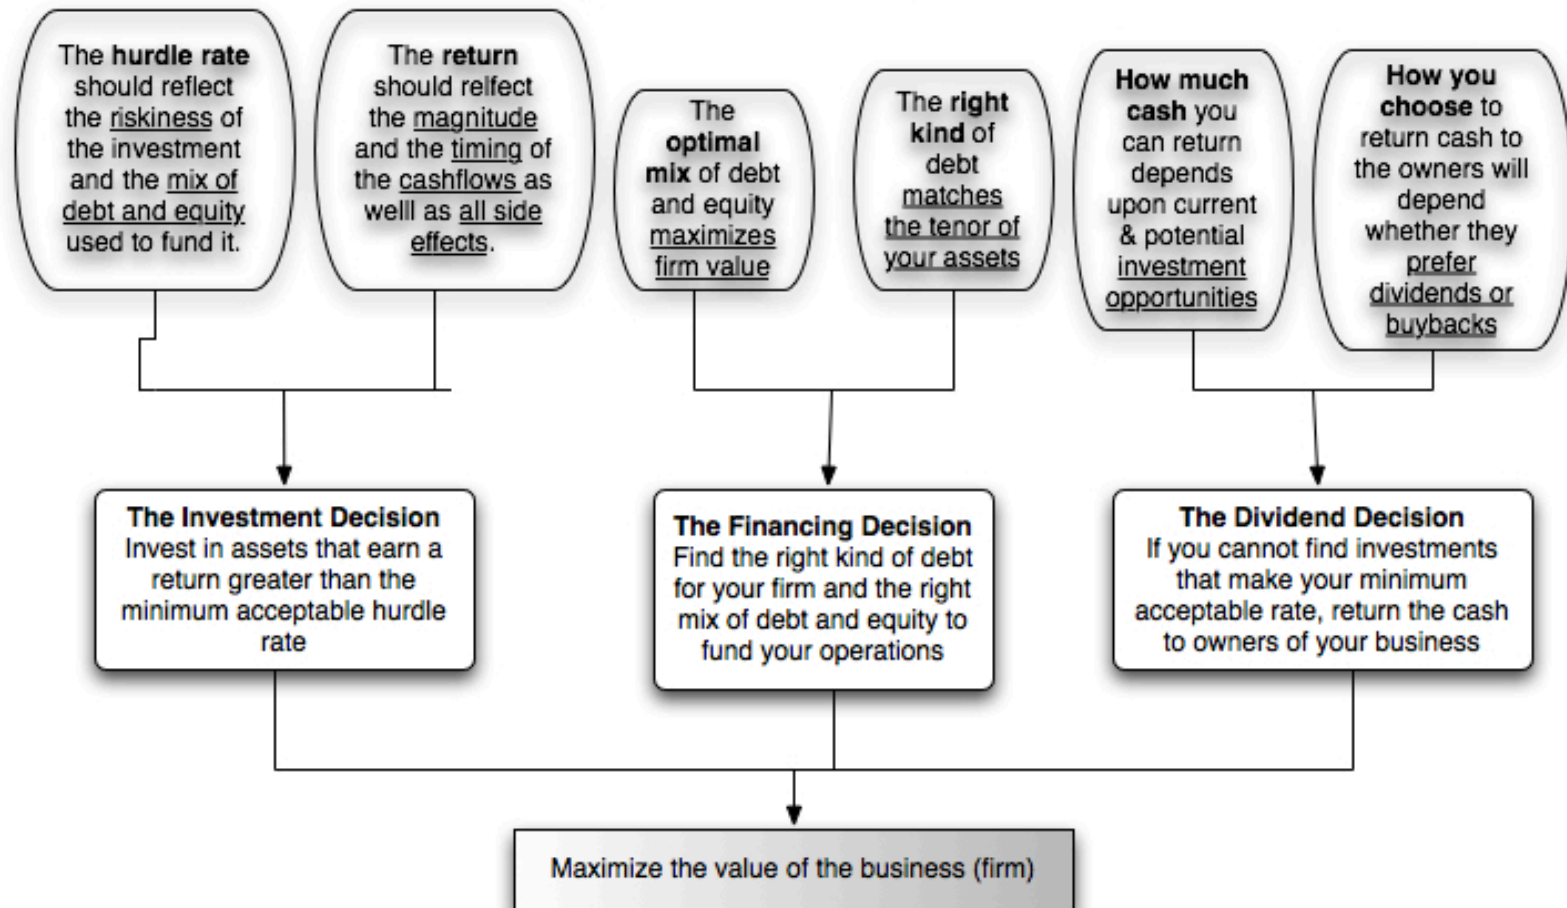 The hurdle rate
should reflect
the riskiness of
the investment
and the mix of
debt and equity
used to fund it.
The return
should relfect
the magnitude
and the timing of
the cashflows as
welll as all side
effects.
The
optimal
mix of debt
and equity
maximizes
firm value
The right
kind of
debt
matches
the tenor of
your assets
How much
cash you
can return
depends
upon current
& potential
investment
opportunities
How you
choose to
return cash to
the owners will
depend
whether they
prefer
dividends or
buybacks
The Investment Decision
Invest in assets that earn a
return greater than the
minimum acceptable hurdle
rate
The Financing Decision
Find the right kind of debt
for your firm and the right
mix of debt and equity to
fund your operations
The Dividend Decision
If you cannot find investments
that make your minimum
acceptable rate, return the cash
to owners of your business
Maximize the value of the business (firm)